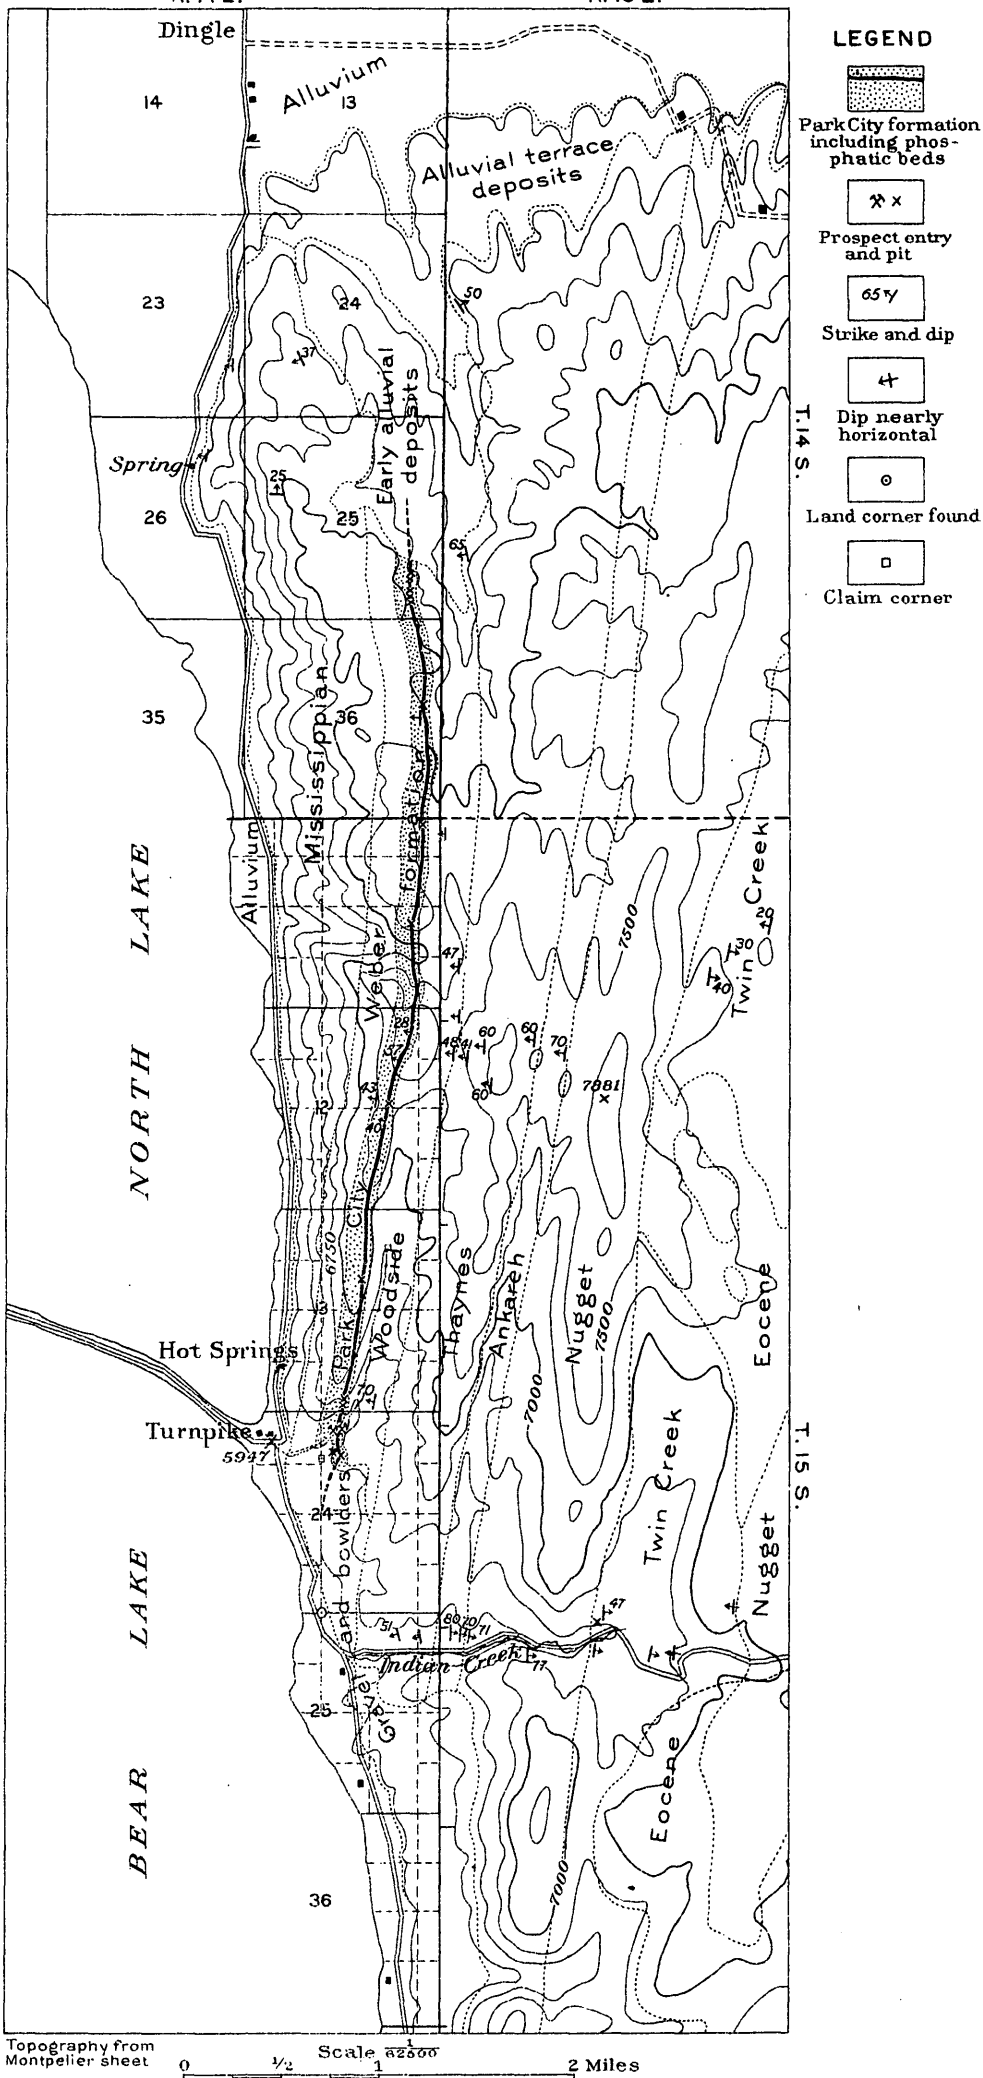 Dingle
Alluvium
14
13
Alluvial terrace
deposits
23
24
50
37
Early alluvial
deposits
T. 14 S.
Spring
25
26
25
65
Mississippian
35
36
formation
Alluvium
LAKE
Twin Creek
20
30
40
7500
47
Weber
28
57
48
41
60
60
70
60
7881
NORTH
43
40
12
City
6750
13
Woodside
Thaynes
Ankareh
Nugget
7500
Eocene
Hot Springs
Park
70
Turnpike
5947
7000
T. 15 S.
Twin Creek
24
Gravel and bowlders
Nugget
LAKE
47
51
80
70
71
Indian Creek
77
25
Eocene
BEAR
7000
36
LEGEND
Park City formation
including phos-
phatic beds
Prospect entry
and pit
65
Strike and dip
Dip nearly
horizontal
Land corner found
Claim corner
Topography from
Montpelier sheet
Scale 1/62500
0 1/2 1 2 Miles